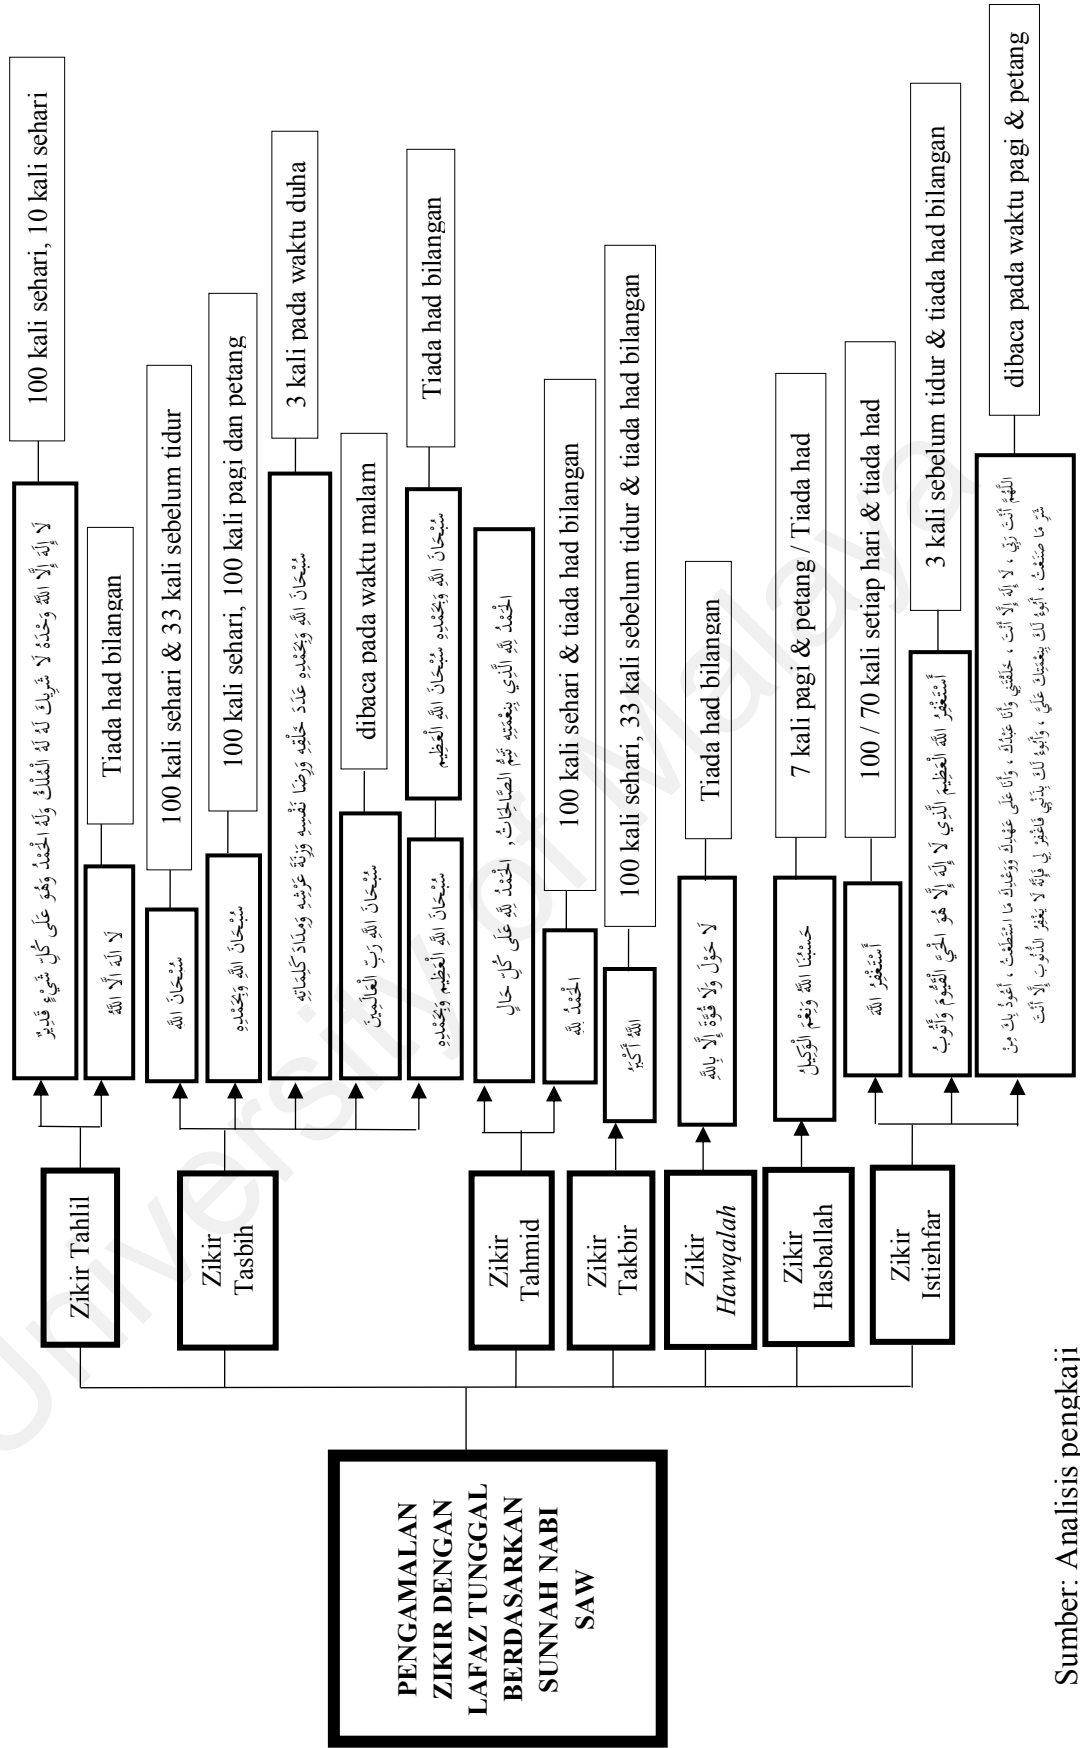 PENGAMALAN
ZIKIR DENGAN
LAFAZ TUNGGAL
BERDASARKAN
SUNNAH NABI
SAW
Zikir Tahlil
لَا إِلَهَ إِلَّا اللهُ وَحْدَهُ لَا شَرِيكَ لَهُ لَهُ الْمُلْكُ وَلَهُ الْحَمْدُ وَهُوَ عَلَى كُلِّ شَيْءٍ قَدِيرٌ
100 kali sehari, 10 kali sehari
لَا الَهَ الَّا اللهُ
Tiada had bilangan
Zikir
Tasbih
سُبْحَانَ اللهِ
100 kali sehari & 33 kali sebelum tidur
سُبْحَانَ اللهِ وَبِحَمْدِهِ
100 kali sehari, 100 kali pagi dan petang
سُبْحَانَ اللهِ وَبِحَمْدِهِ عَدَدَ خَلْقِهِ وَرِضَا نَفْسِهِ وَزِنَةَ عَرْشِهِ وَمِدَادَ كَلِمَاتِهِ
3 kali pada waktu duha
سُبْحَانَ اللهِ رَبِّ الْعَالَمِينَ
dibaca pada waktu malam
سُبْحَانَ اللهِ الْعَظِيمِ وَبِحَمْدِهِ
سُبْحَانَ اللهِ وَبِحَمْدِهِ سُبْحَانَ اللهِ الْعَظِيمِ
Tiada had bilangan
Zikir
Tahmid
الْحَمْدُ لِلهِ الَّذِي بِنِعْمَتِهِ تَتِمُّ الصَّالِحَاتُ, الْحَمْدُ لِلهِ عَلَى كُلِّ حَالٍ
الْحَمْدُ لِلهِ
100 kali sehari & tiada had bilangan
Zikir
Takbir
اللهُ أَكْبَرُ
100 kali sehari, 33 kali sebelum tidur & tiada had bilangan
Zikir
Hawqalah
لَا حَوْلَ وَلَا قُوَّةَ إِلَّا بِاللهِ
Tiada had bilangan
Zikir
Hasballah
حَسْبُنَا اللهُ وَنِعْمَ الْوَكِيلُ
7 kali pagi & petang / Tiada had
Zikir
Istighfar
أَسْتَغْفِرُ اللهَ
100 / 70 kali setiap hari & tiada had
أَسْتَغْفِرُ اللهَ الْعَظِيمَ الَّذِي لَا إِلَهَ إِلَّا هُوَ الْحَيَّ الْقَيُّومَ وَأَتُوبُ
3 kali sebelum tidur & tiada had bilangan
اللَّهُمَّ أَنْتَ رَبِّي ، لَا إِلَهَ إِلَّا أَنْتَ ، خَلَقْتَنِي وَأَنَا عَبْدُكَ ، وَأَنَا عَلَى عَهْدِكَ وَوَعْدِكَ مَا اسْتَطَعْتُ ، أَعُوذُ بِكَ مِنْ
شَرِّ مَا صَنَعْتُ ، أَبُوءُ لَكَ بِنِعْمَتِكَ عَلَيَّ ، وَأَبُوءُ لَكَ بِذَنْبِي فَاغْفِرْ لِي فَإِنَّهُ لَا يَغْفِرُ الذُّنُوبَ إِلَّا أَنْتَ
dibaca pada waktu pagi & petang
Sumber: Analisis pengkaji
University of Malaya